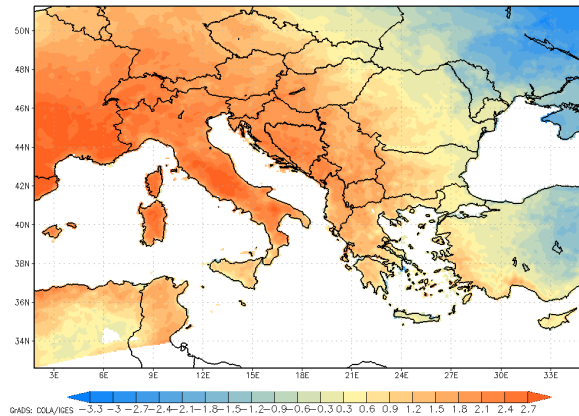 50N
48N
46N
44N
42N
40N
38N
36N
34N
3E 6E 9E 12E 15E 18E 21E 24E 27E 30E 33E
GrADS: COLA/IGES -3.3 -3 -2.7 -2.4 -2.1 -1.8 -1.5 -1.2 -0.9 -0.6 -0.3 0.3 0.6 0.9 1.2 1.5 1.8 2.1 2.4 2.7